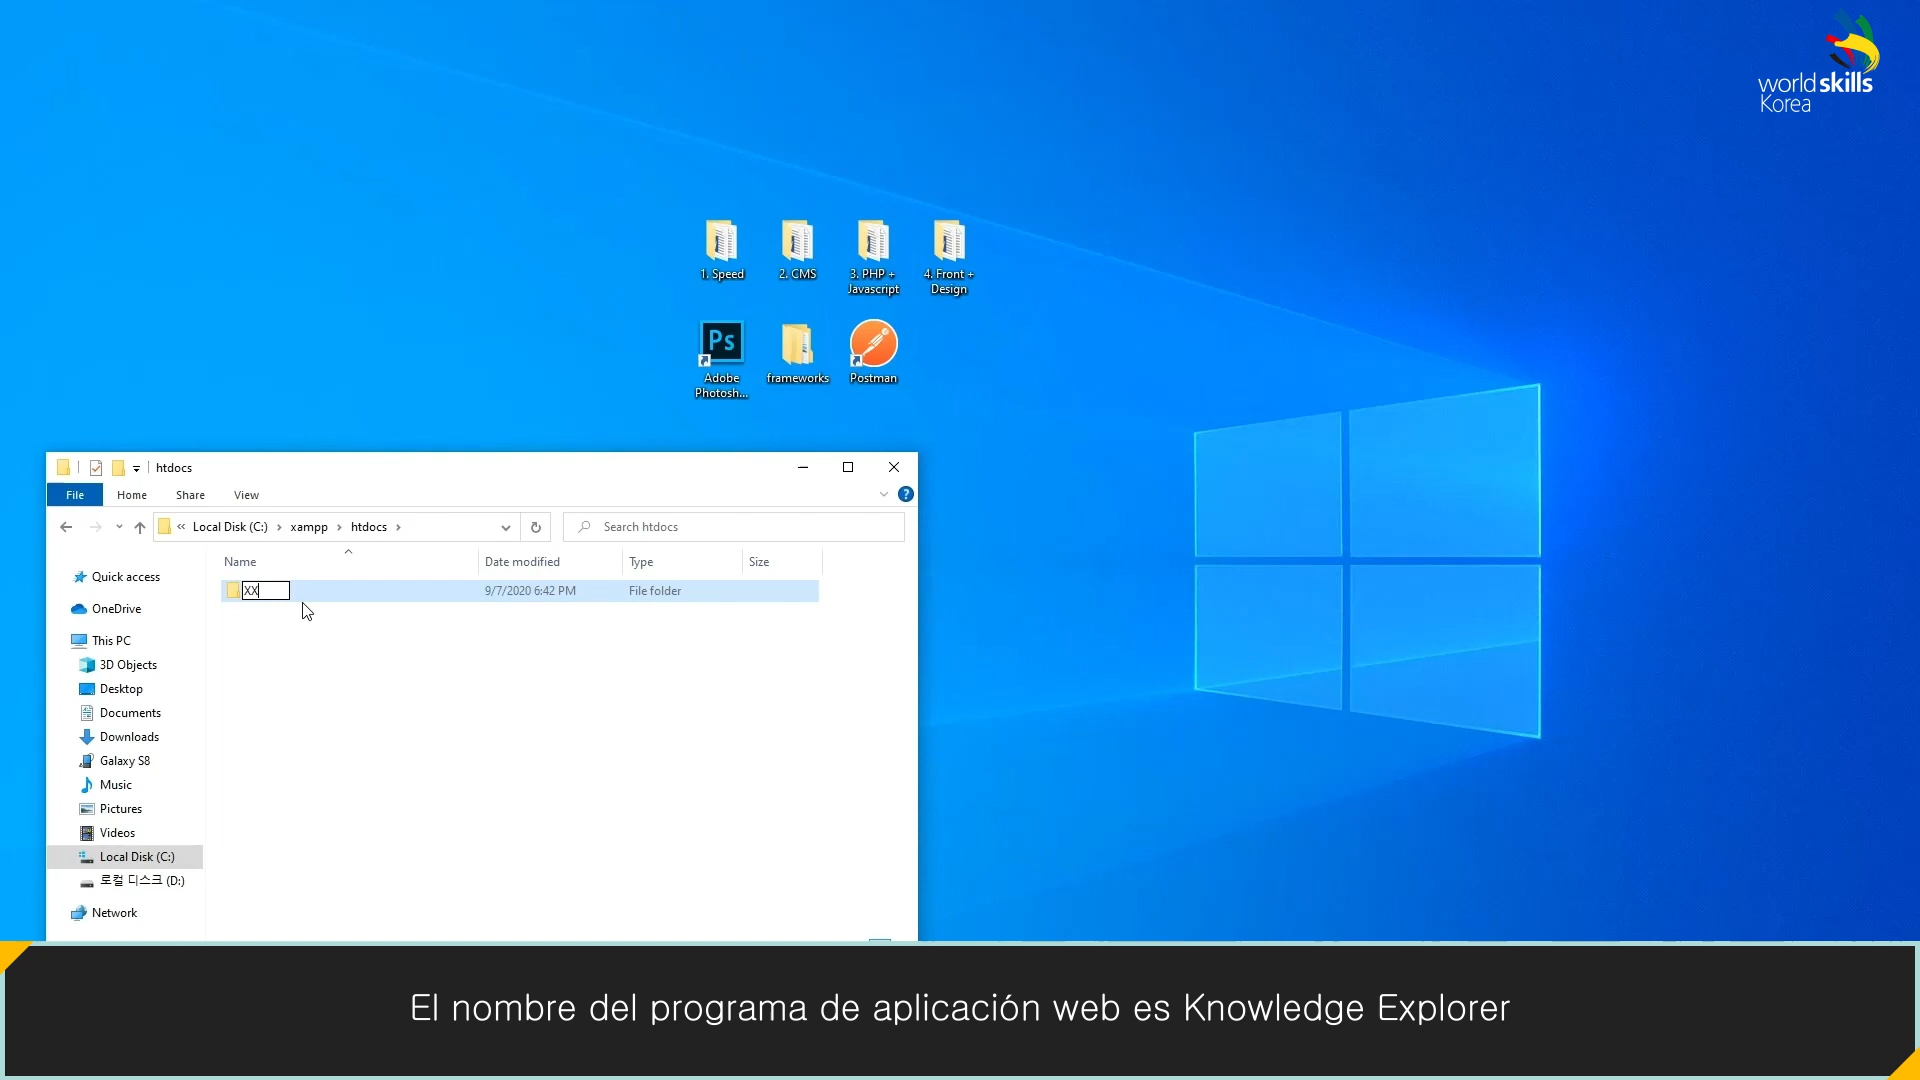 world skills
Korea
1. Speed
2. CMS
3. PHP +
Javascript
4. Front +
Design
Ps
Adobe
Photosh...
frameworks
Postman
htdocs
File
Home
Share
View
?
« Local Disk (C:) › xampp › htdocs ›
Search htdocs
Name
Date modified
Type
Size
XX
9/7/2020 6:42 PM
File folder
Quick access
OneDrive
This PC
3D Objects
Desktop
Documents
Downloads
Galaxy S8
Music
Pictures
Videos
Local Disk (C:)
로컬 디스크 (D:)
Network
El nombre del programa de aplicación web es Knowledge Explorer